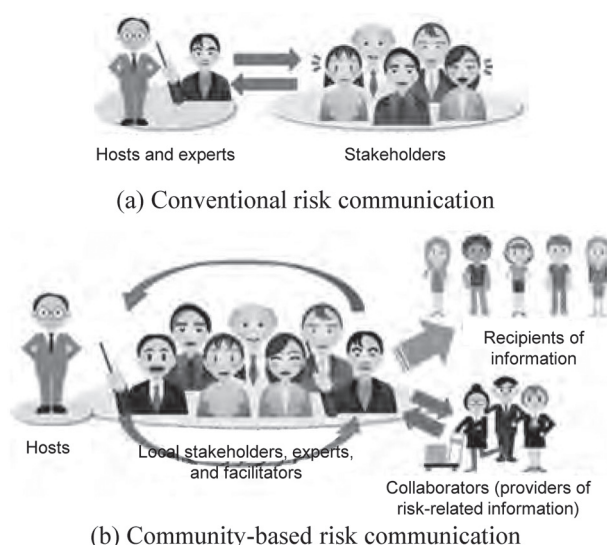 Hosts and experts
Stakeholders
(a) Conventional risk communication
Recipients of
information
Hosts
Local stakeholders, experts,
and facilitators
Collaborators (providers of
risk-related information)
(b) Community-based risk communication